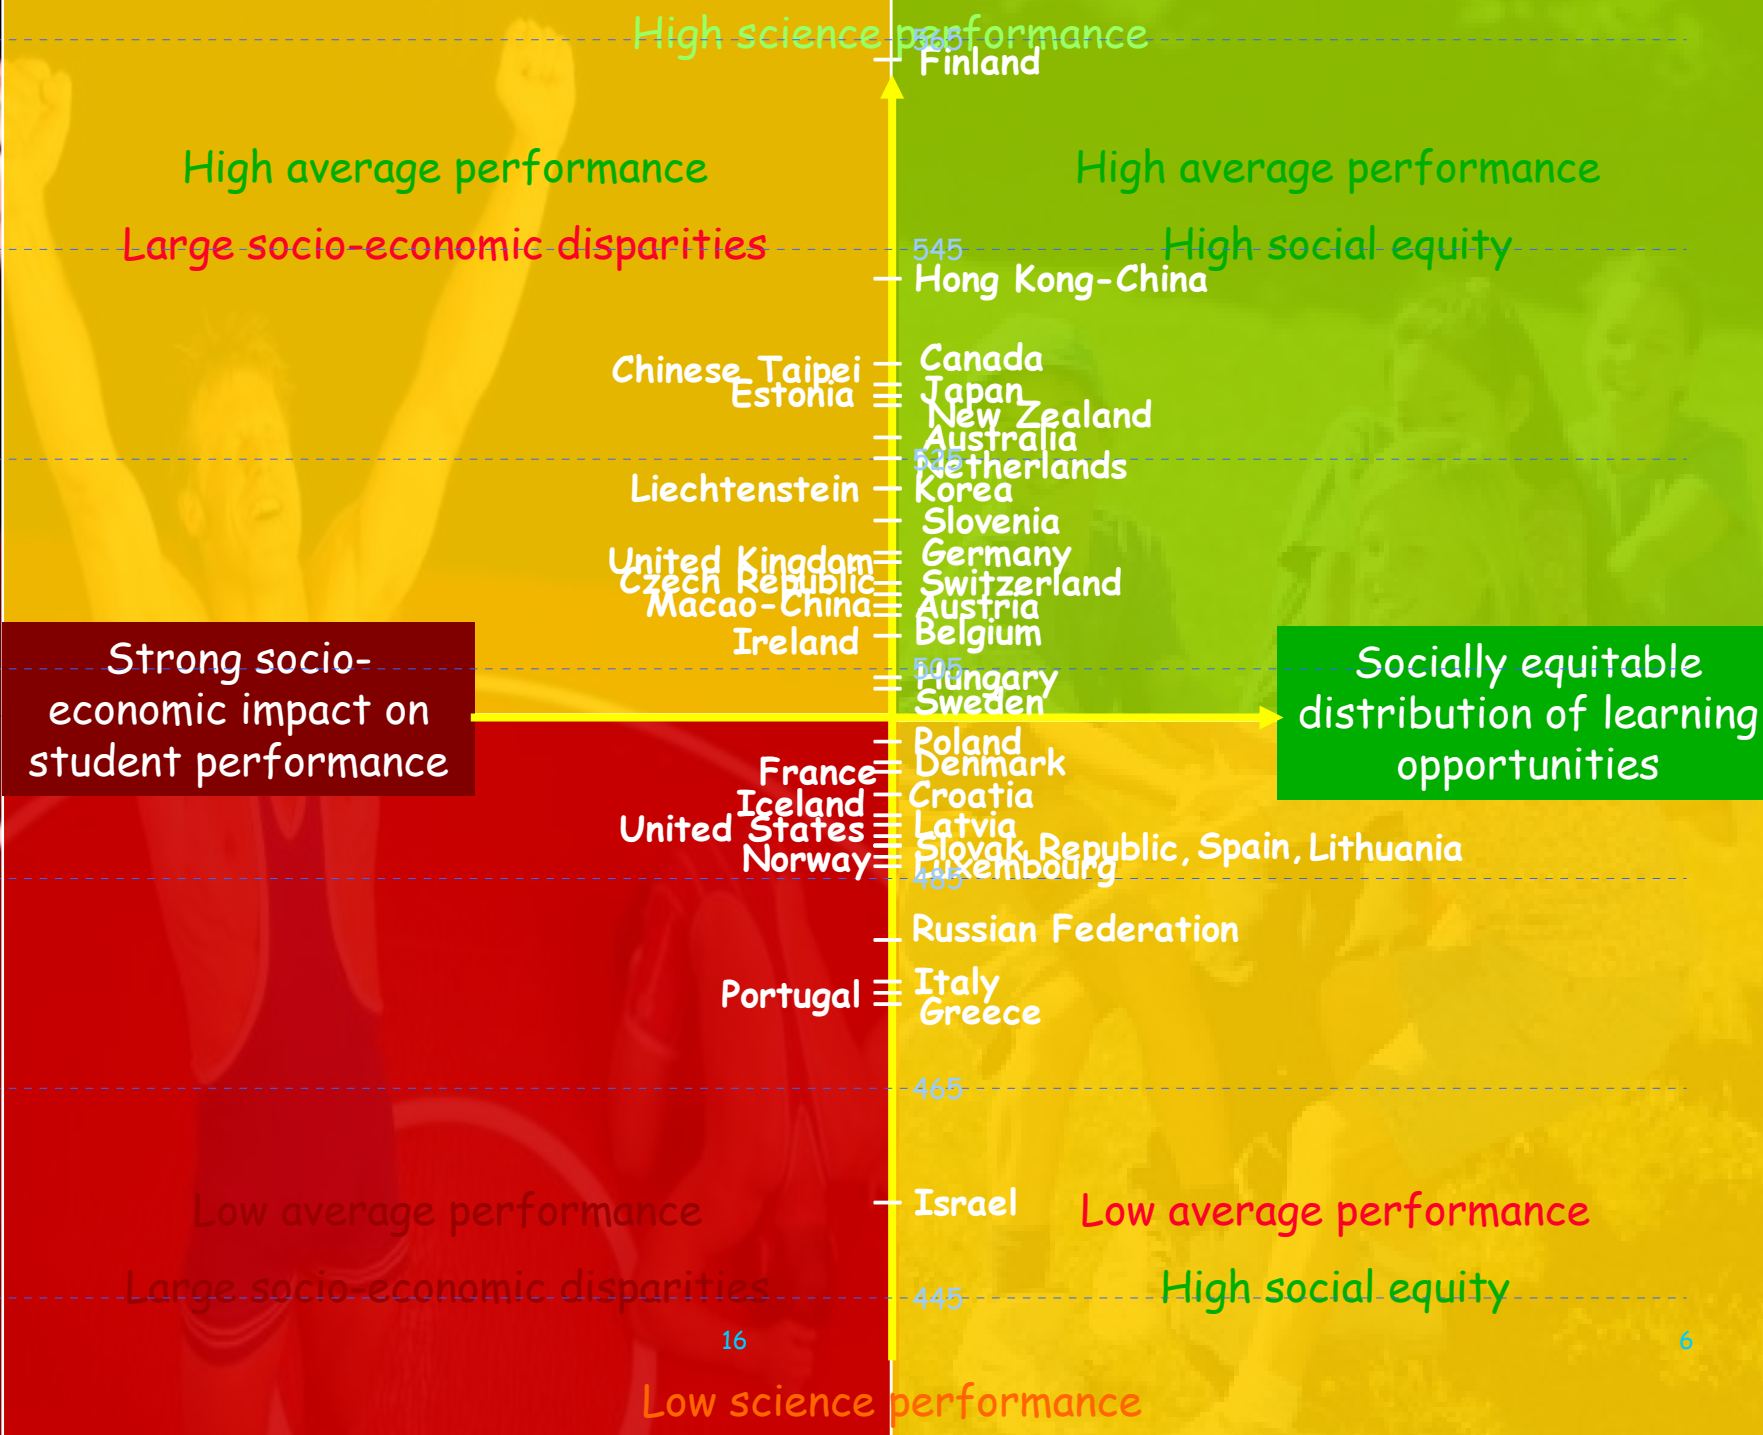 High science performance
565
Finland
High average performance
High average performance
Large socio-economic disparities
545
High social equity
Hong Kong-China
Chinese Taipei
Canada
Estonia
Japan
New Zealand
Australia
525
Netherlands
Liechtenstein
Korea
Slovenia
United Kingdom
Germany
Czech Republic
Switzerland
Macao-China
Austria
Ireland
Belgium
Strong socio-
economic impact on
student performance
505
Hungary
Sweden
Socially equitable
distribution of learning
opportunities
Poland
France
Denmark
Iceland
Croatia
United States
Latvia
Slovak Republic, Spain, Lithuania
Norway
Luxembourg
485
Russian Federation
Italy
Portugal
Greece
465
Israel
Low average performance
Low average performance
Large socio-economic disparities
445
High social equity
16
6
Low science performance